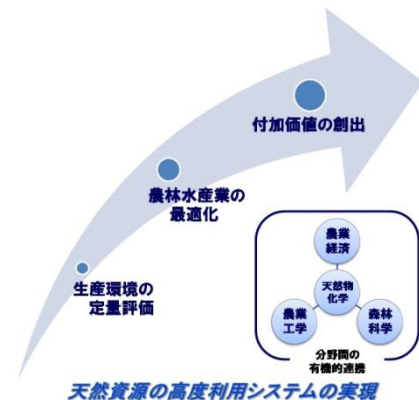 付加価値の創出
農林水産業の
最適化
生産環境の
定量評価
農業
経済
天然物
化学
農業
工学
森林
科学
分野間の
有機的連携
天然資源の高度利用システムの実現